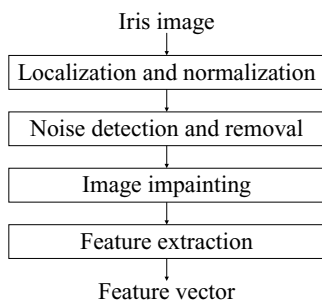 Iris image
Localization and normalization
Noise detection and removal
Image impainting
Feature extraction
Feature vector